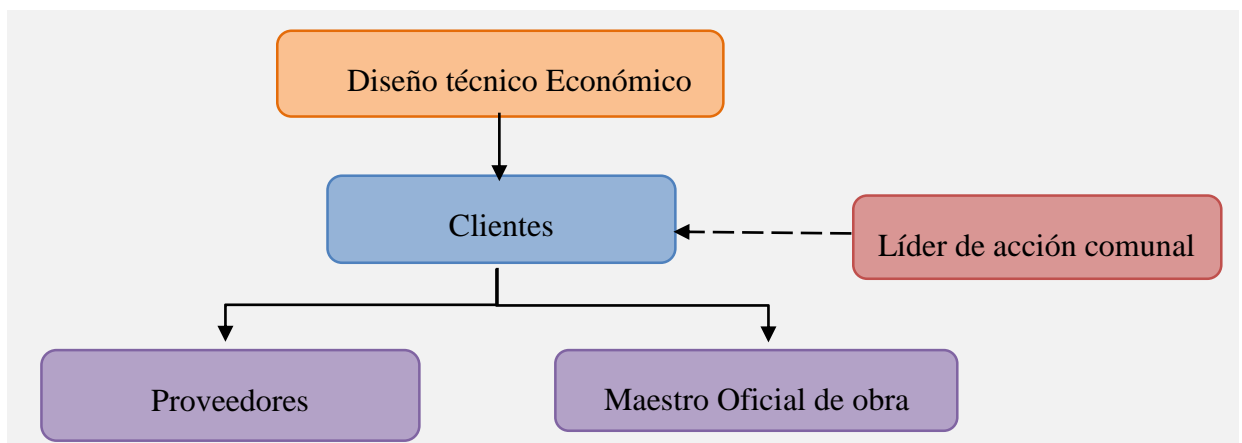 Diseño técnico Económico
Clientes
Líder de acción comunal
Proveedores
Maestro Oficial de obra